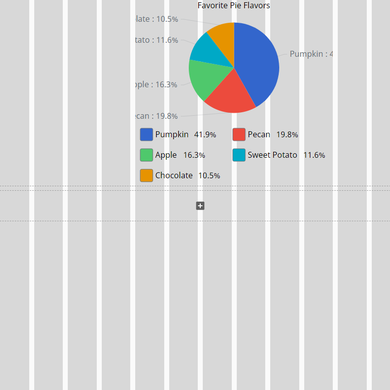 Favorite Pie Flavors
late : 10.5%
tato : 11.6%
Pumpkin : 4
ple : 16.3%
can : 19.8%
Pumpkin 41.9%
Pecan 19.8%
Apple 16.3%
Sweet Potato 11.6%
Chocolate 10.5%